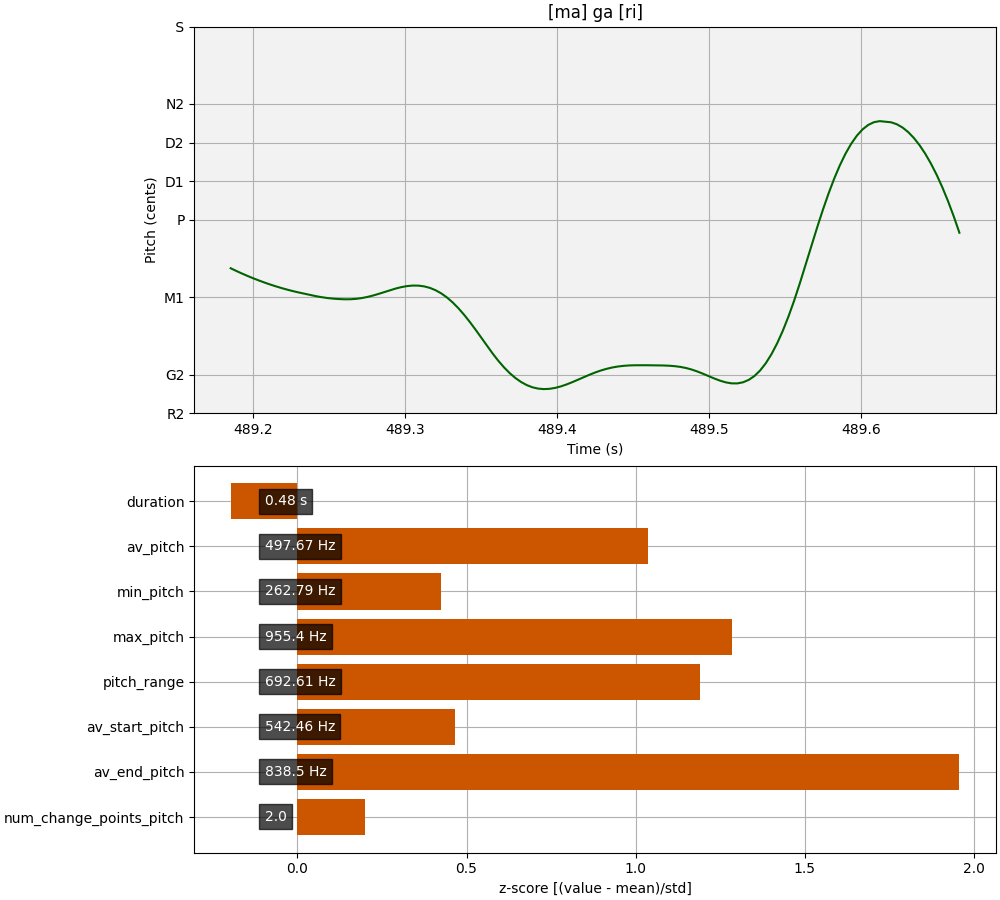 [ma] ga [ri]
S
N2
D2
D1
P
M1
G2
R2
Pitch (cents)
489.2 489.3 489.4 489.5 489.6
Time (s)
duration 0.48 s
av_pitch 497.67 Hz
min_pitch 262.79 Hz
max_pitch 955.4 Hz
pitch_range 692.61 Hz
av_start_pitch 542.46 Hz
av_end_pitch 838.5 Hz
num_change_points_pitch 2.0
0.0 0.5 1.0 1.5 2.0
z-score [(value - mean)/std]